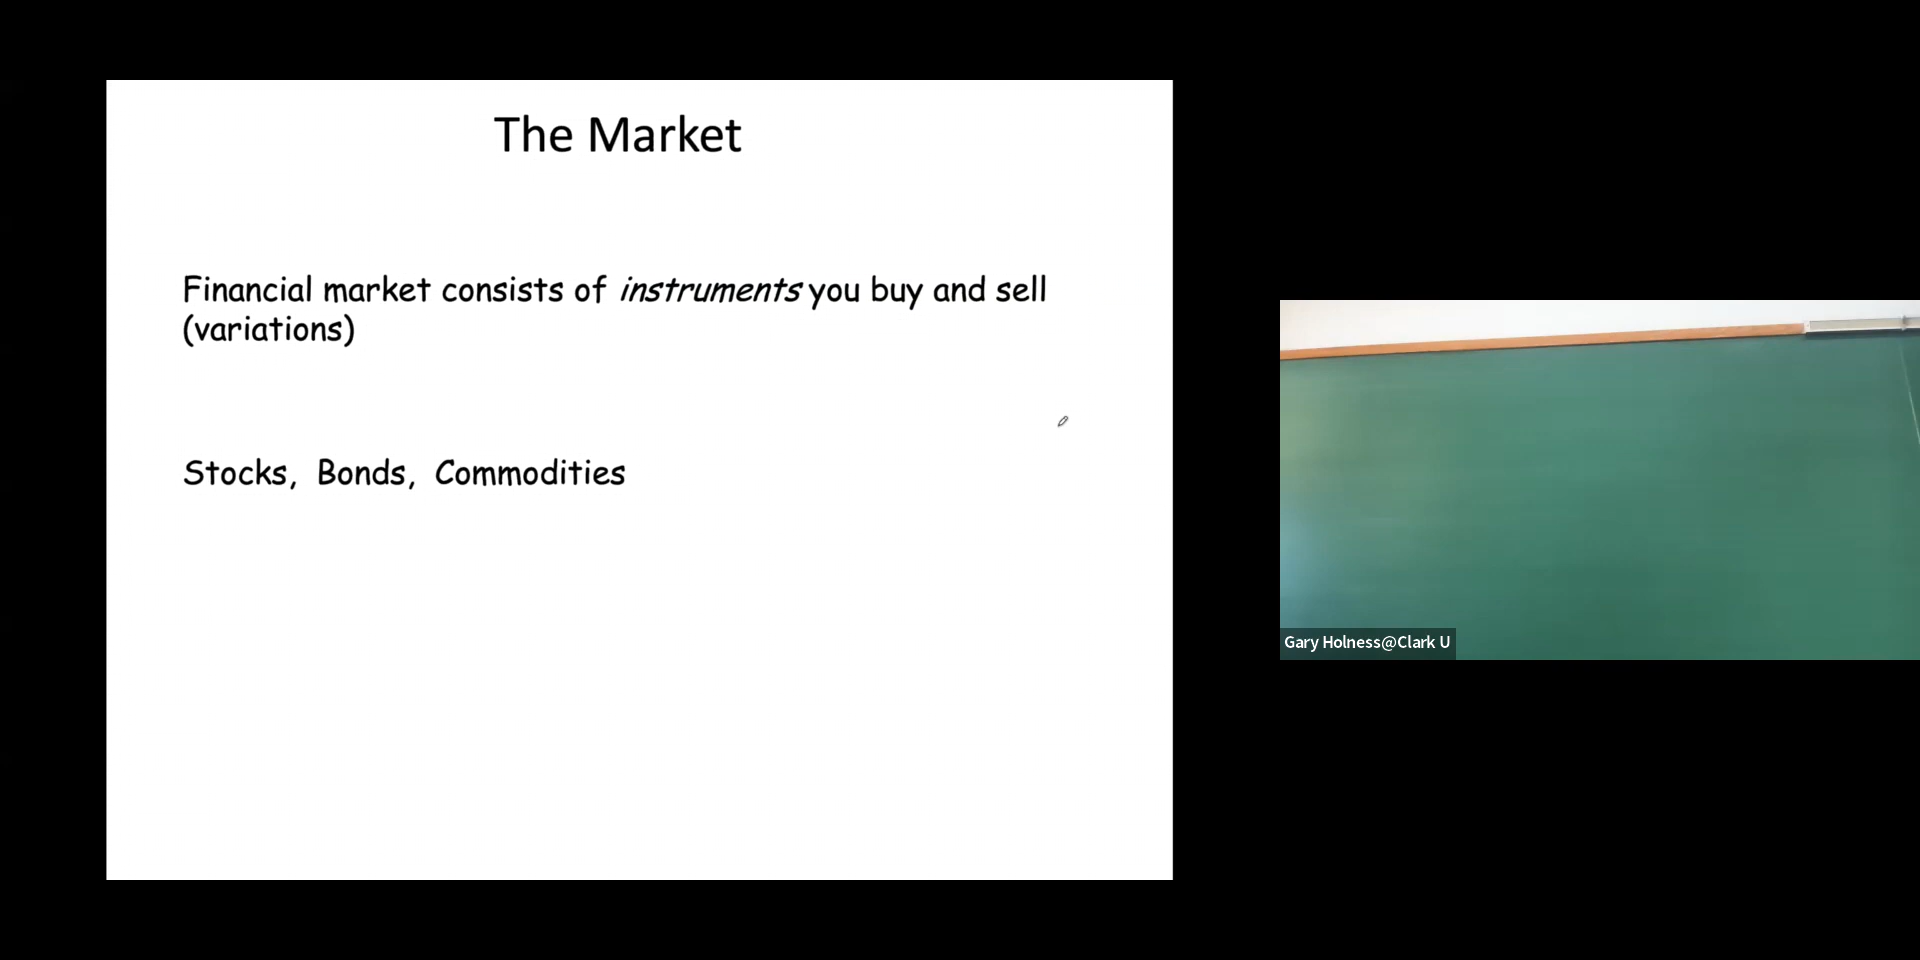 The Market
Financial market consists of instruments you buy and sell
(variations)
Stocks, Bonds, Commodities
Gary Holness@Clark U